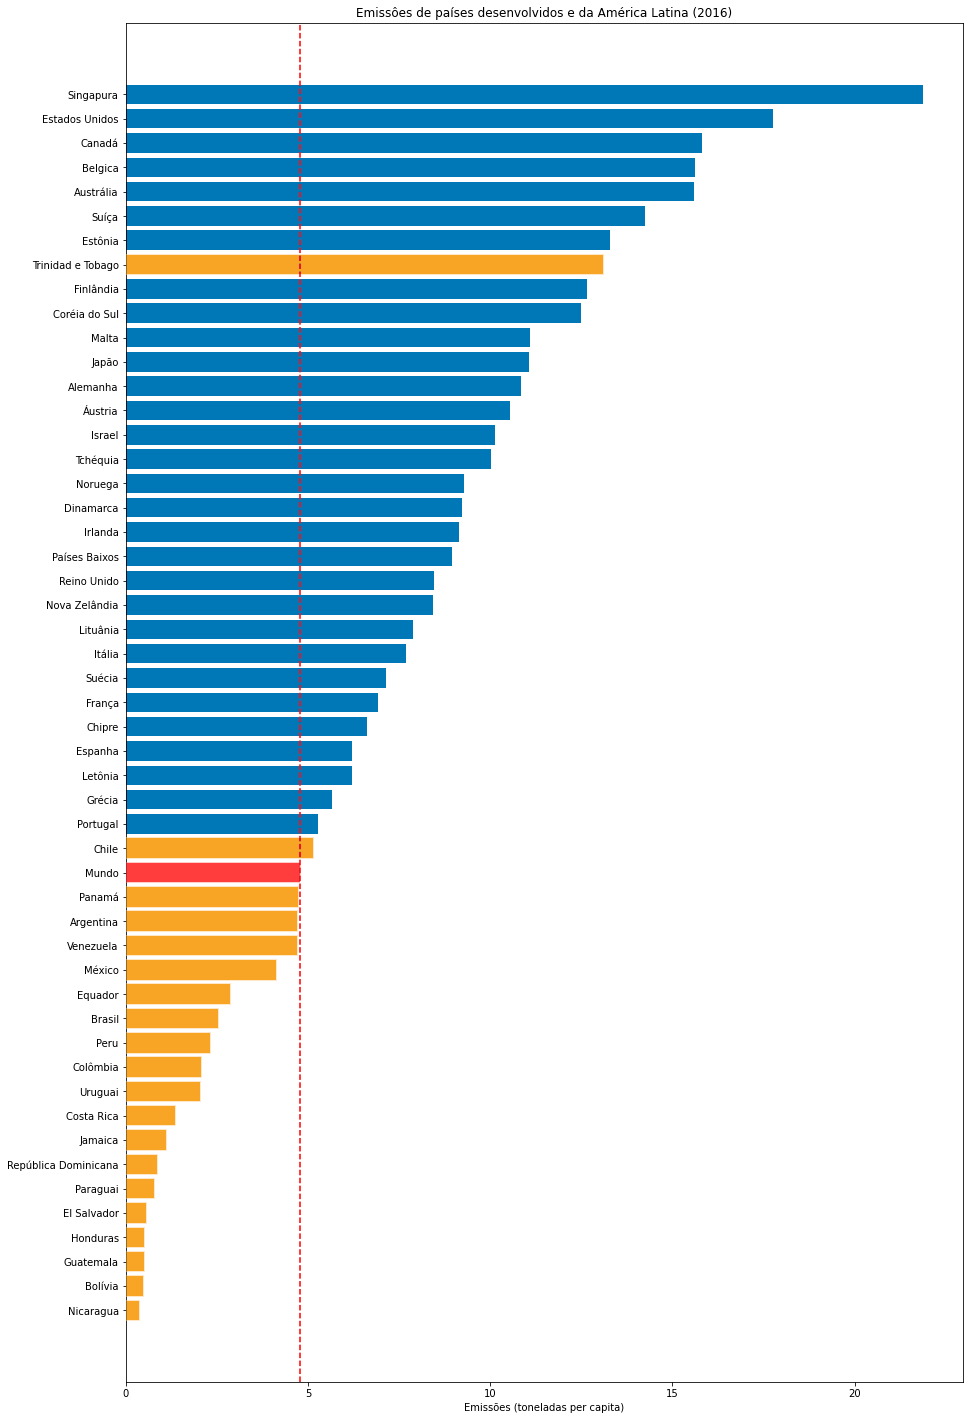 Emissões de países desenvolvidos e da América Latina (2016)
Singapura
Estados Unidos
Canadá
Belgica
Austrália
Suíça
Estônia
Trinidad e Tobago
Finlândia
Coréia do Sul
Malta
Japão
Alemanha
Áustria
Israel
Tchéquia
Noruega
Dinamarca
Irlanda
Países Baixos
Reino Unido
Nova Zelândia
Lituânia
Itália
Suécia
França
Chipre
Espanha
Letônia
Grécia
Portugal
Chile
Mundo
Panamá
Argentina
Venezuela
México
Equador
Brasil
Peru
Colômbia
Uruguai
Costa Rica
Jamaica
República Dominicana
Paraguai
El Salvador
Honduras
Guatemala
Bolívia
Nicaragua
0 5 10 15 20
Emissões (toneladas per capita)